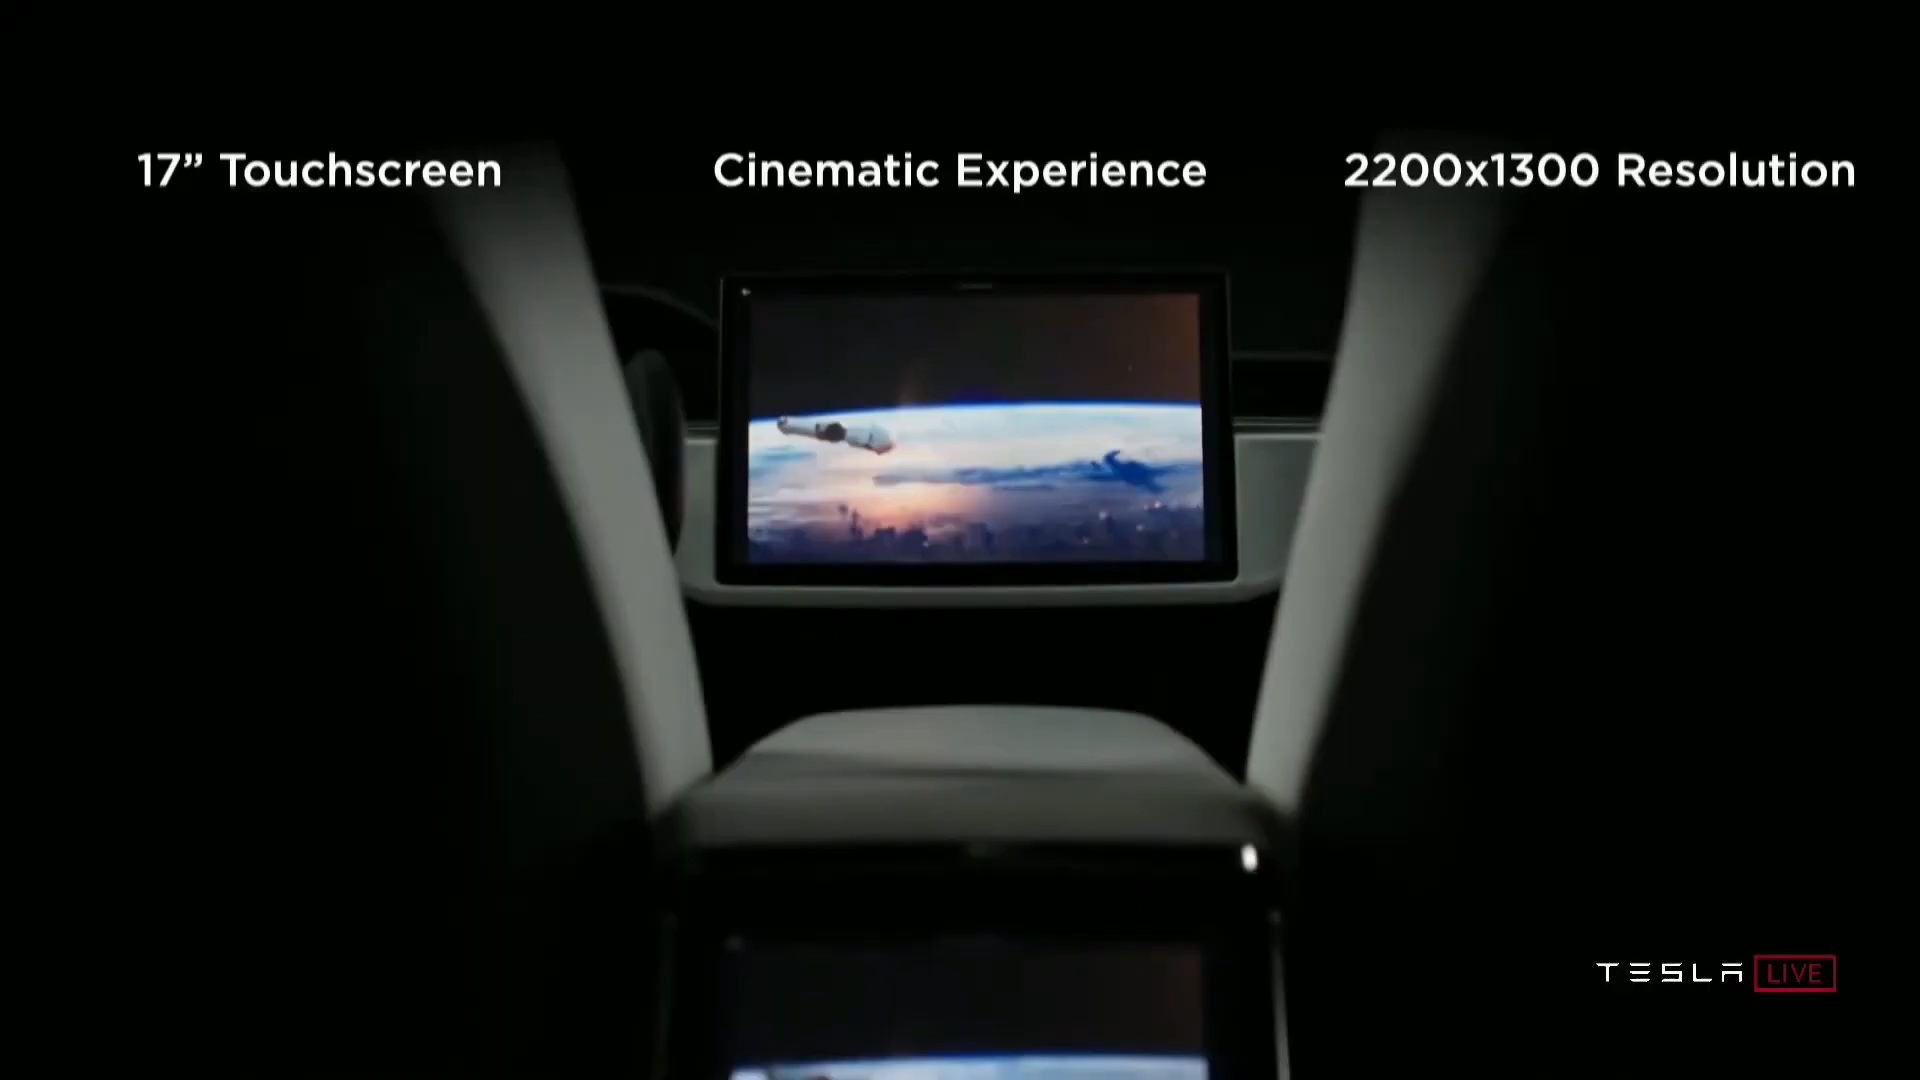 17” Touchscreen
Cinematic Experience
2200x1300 Resolution
TESLA LIVE